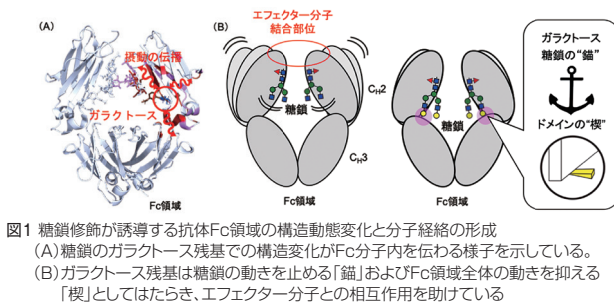 (A)
摂動の伝播
ガラクトース
Fc領域
(B)
エフェクター分子
結合部位
糖鎖
CH2
CH3
Fc領域
Fc領域
ガラクトース
糖鎖の“錨”
ドメインの“楔”
図1 糖鎖修飾が誘導する抗体Fc領域の構造動態変化と分子経絡の形成
(A)糖鎖のガラクトース残基での構造変化がFc分子内を伝わる様子を示している。
(B)ガラクトース残基は糖鎖の動きを止める「錨」およびFc領域全体の動きを抑える
「楔」としてはたらき、エフェクター分子との相互作用を助けている